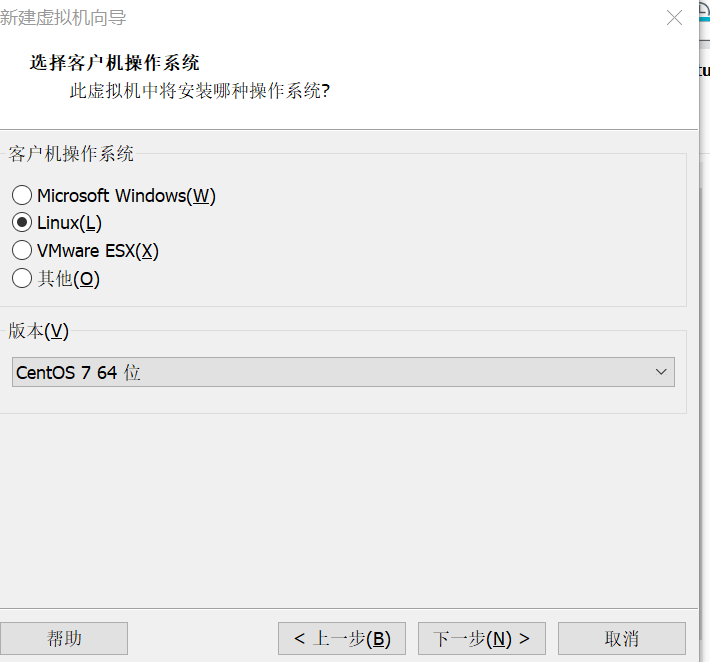 新建虚拟机向导
选择客户机操作系统
此虚拟机中将安装哪种操作系统?
客户机操作系统
Microsoft Windows(W)
Linux(L)
VMware ESX(X)
其他(O)
版本(V)
CentOS 7 64 位
帮助
< 上一步(B)
下一步(N) >
取消